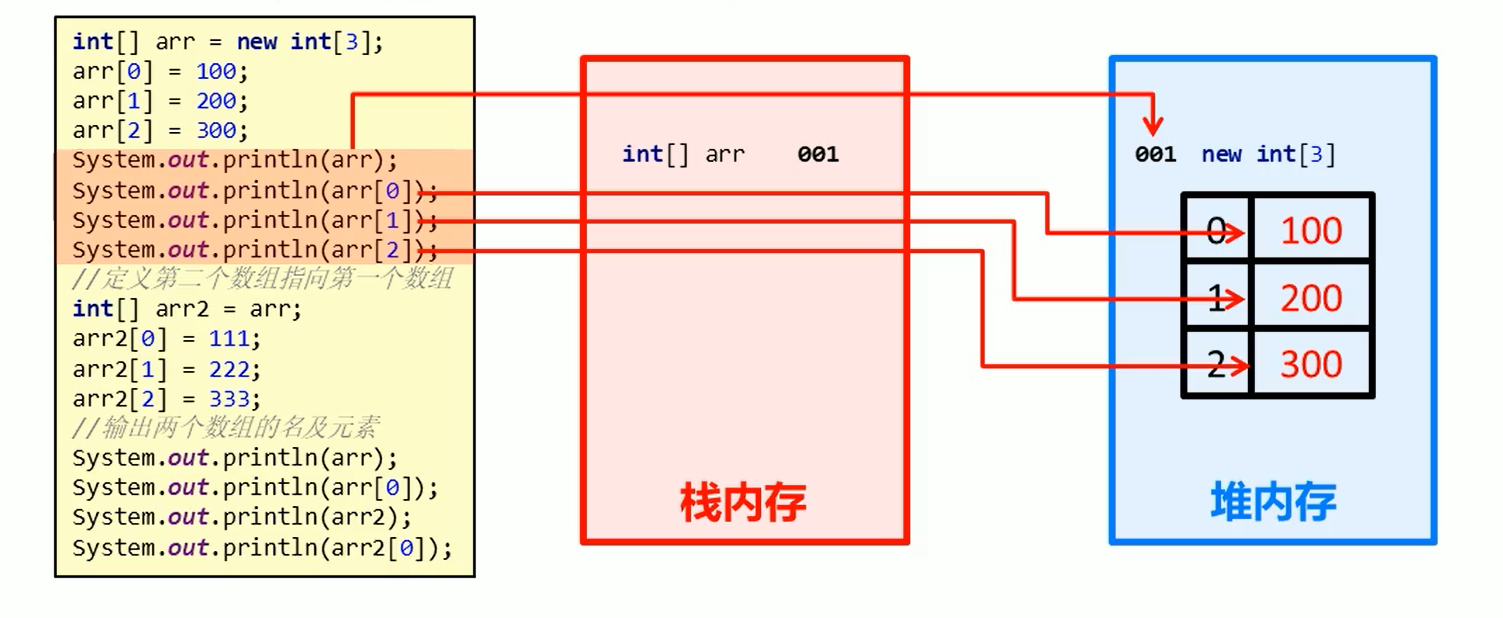 int[] arr = new int[3];
arr[0] = 100;
arr[1] = 200;
arr[2] = 300;
System.out.println(arr);
System.out.println(arr[0]);
System.out.println(arr[1]);
System.out.println(arr[2]);
//定义第二个数组指向第一个数组
int[] arr2 = arr;
arr2[0] = 111;
arr2[1] = 222;
arr2[2] = 333;
//输出两个数组的名及元素
System.out.println(arr);
System.out.println(arr[0]);
System.out.println(arr2);
System.out.println(arr2[0]);
int[] arr 001
栈内存
001 new int[3]
0 100
1 200
2 300
堆内存